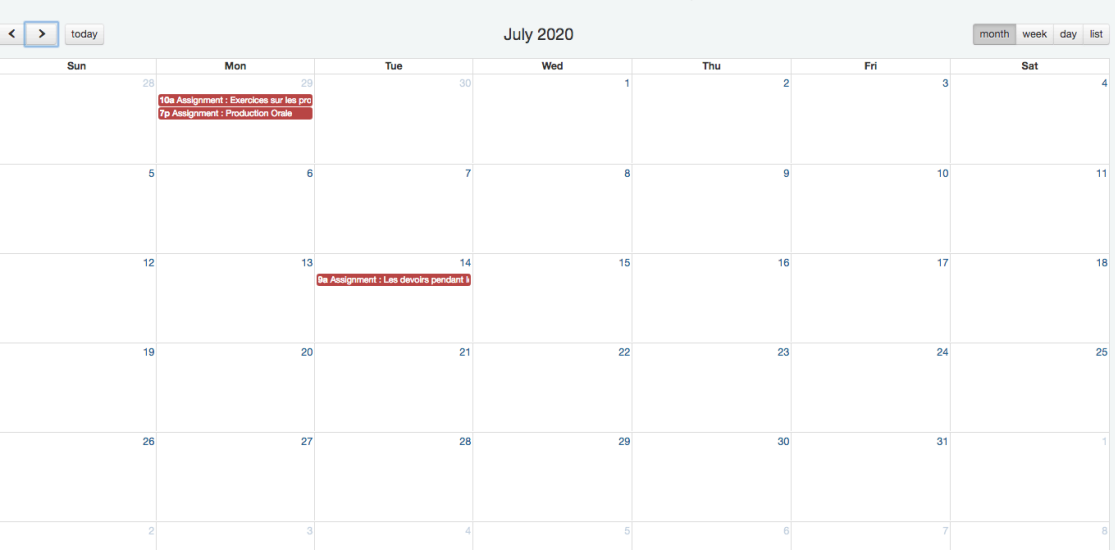 < > today July 2020 month week day list
Sun Mon Tue Wed Thu Fri Sat
28 29 30 1 2 3 4
10a Assignment : Exercices sur les pro
7p Assignment : Production Orale
5 6 7 8 9 10 11
12 13 14 15 16 17 18
9a Assignment : Les devoirs pendant l
19 20 21 22 23 24 25
26 27 28 29 30 31 1
2 3 4 5 6 7 8